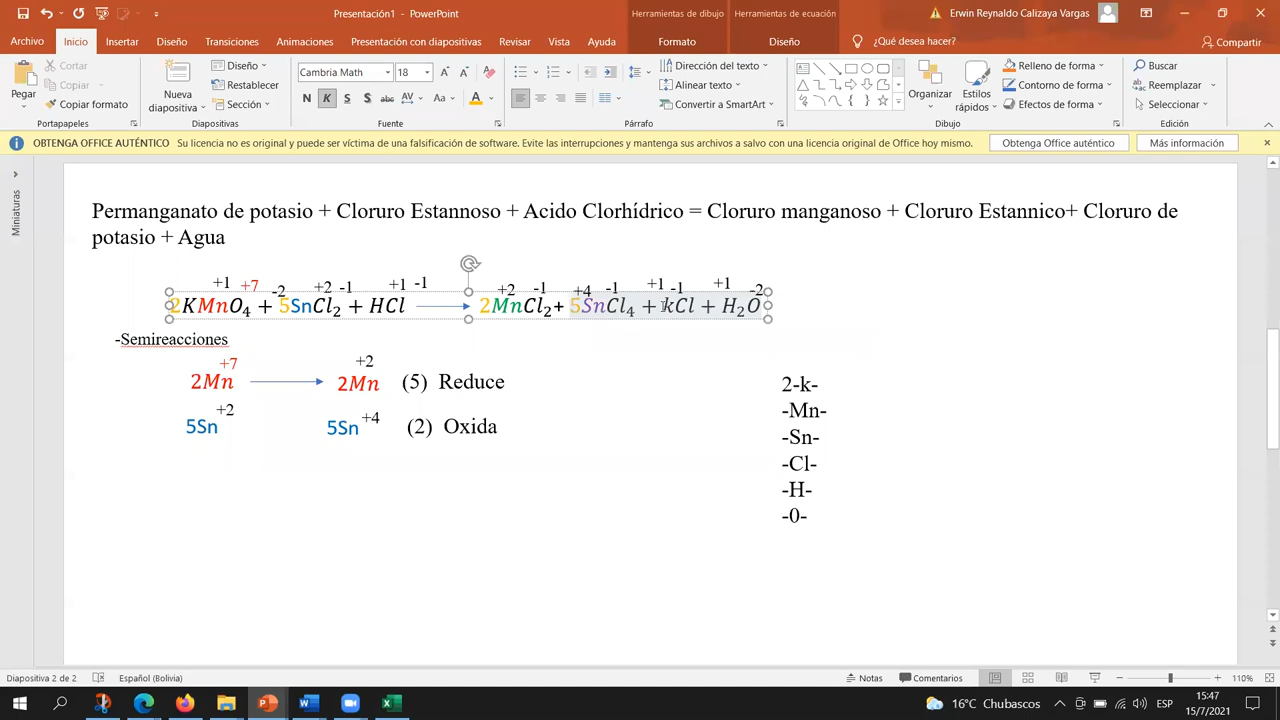 Presentación1 - PowerPoint
Herramientas de dibujo
Herramientas de ecuación
Erwin Reynaldo Calizaya Vargas
Archivo Inicio Insertar Diseño Transiciones Animaciones Presentación con diapositivas Revisar Vista Ayuda Formato Diseño ¿Qué desea hacer? Compartir
Pegar
Cortar
Copiar
Copiar formato
Portapapeles
Nueva diapositiva
Diseño
Restablecer
Sección
Diapositivas
Cambria Math 18
N K S S abc AV Aa A
Fuente
Dirección del texto
Alinear texto
Convertir a SmartArt
Párrafo
Organizar
Estilos rápidos
Relleno de forma
Contorno de forma
Efectos de forma
Dibujo
Buscar
Reemplazar
Seleccionar
Edición
OBTENGA OFFICE AUTÉNTICO Su licencia no es original y puede ser víctima de una falsificación de software. Evite las interrupciones y mantenga sus archivos a salvo con una licencia original de Office hoy mismo. Obtenga Office auténtico Más información
Miniaturas
Permanganato de potasio + Cloruro Estannoso + Acido Clorhídrico = Cloruro manganoso + Cloruro Estannico+ Cloruro de
potasio + Agua
+1 +7 -2 +2 -1 +1 -1 +2 -1 +4 -1 +1 -1 +1 -2
2KMnO4 + 5SnCl2 + HCl → 2MnCl2+ 5SnCl4 + kCl + H2O
-Semirreacciones
+7 +2
2Mn → 2Mn (5) Reduce
+2 +4
5Sn 5Sn (2) Oxida
2-k-
-Mn-
-Sn-
-Cl-
-H-
-0-
Diapositiva 2 de 2 Español (Bolivia) Notas Comentarios 110%
16°C Chubascos ESP 15:47
15/7/2021